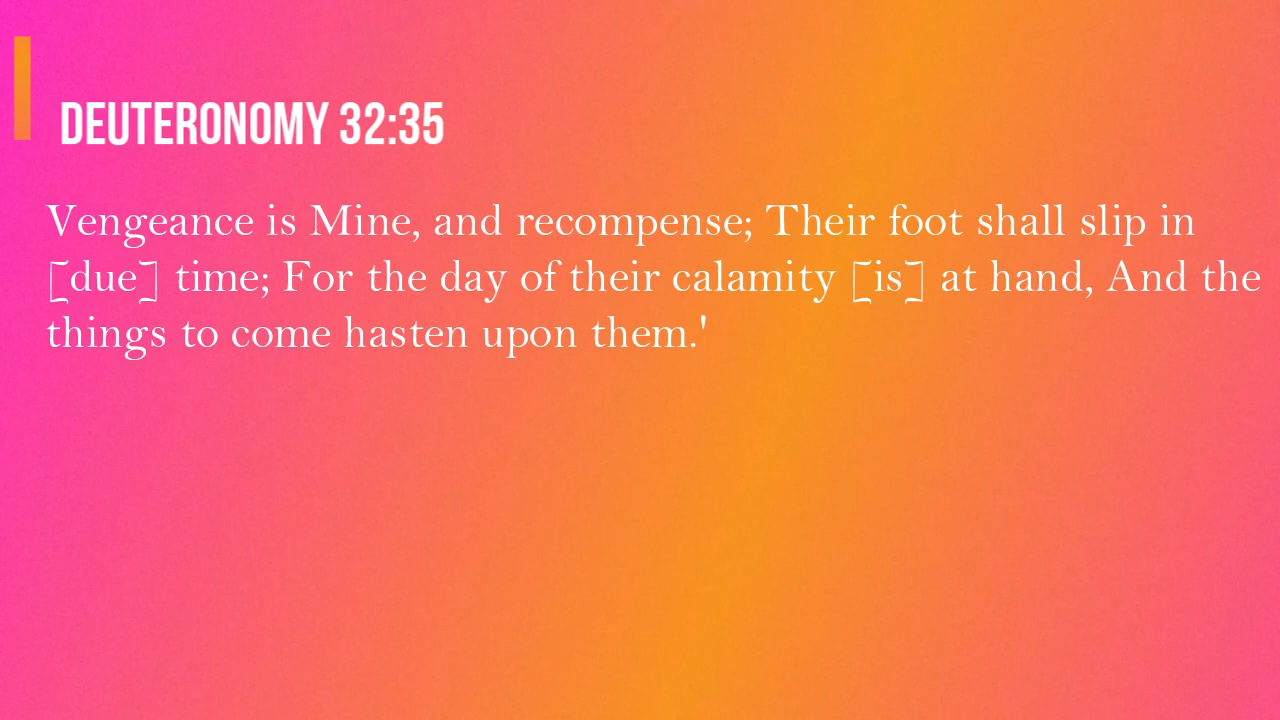 DEUTERONOMY 32:35
Vengeance is Mine, and recompense; Their foot shall slip in
[due] time; For the day of their calamity [is] at hand, And the
things to come hasten upon them.'